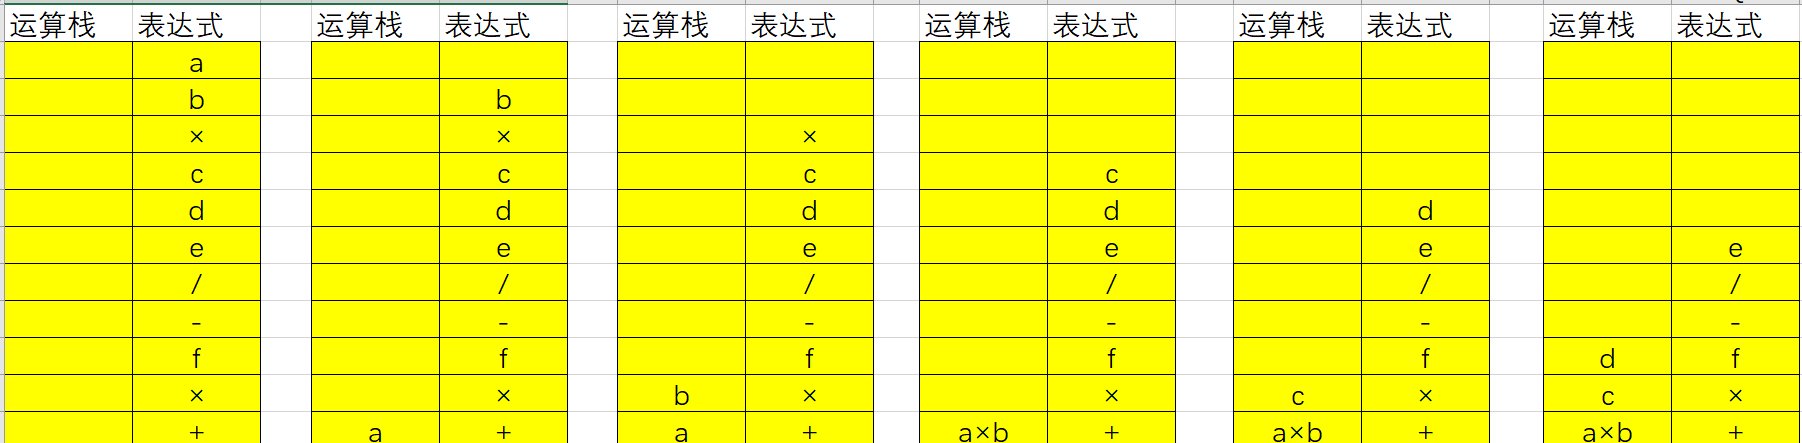 运算栈 表达式 运算栈 表达式 运算栈 表达式 运算栈 表达式 运算栈 表达式 运算栈 表达式
a
b b
× × ×
c c c c
d d d d d
e e e e e e
/ / / / / /
- - - - - -
f f f f f d f
× × b × × c × c ×
a + a + + a×b + a×b + a×b +